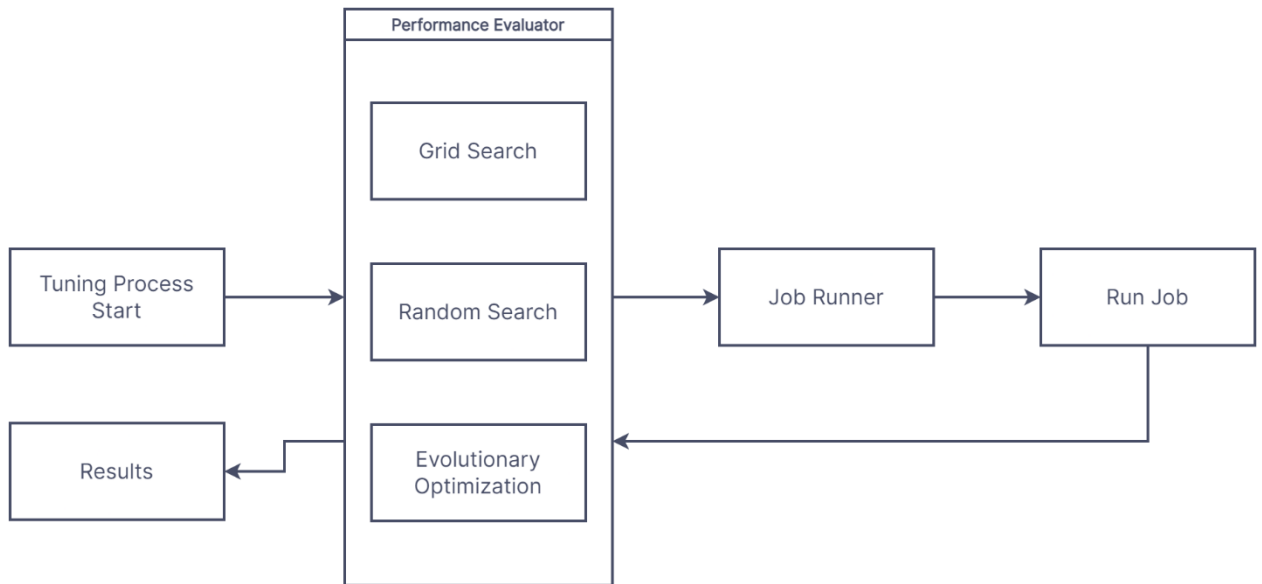 Performance Evaluator
Grid Search
Tuning Process
Start
Random Search
Job Runner
Run Job
Results
Evolutionary
Optimization